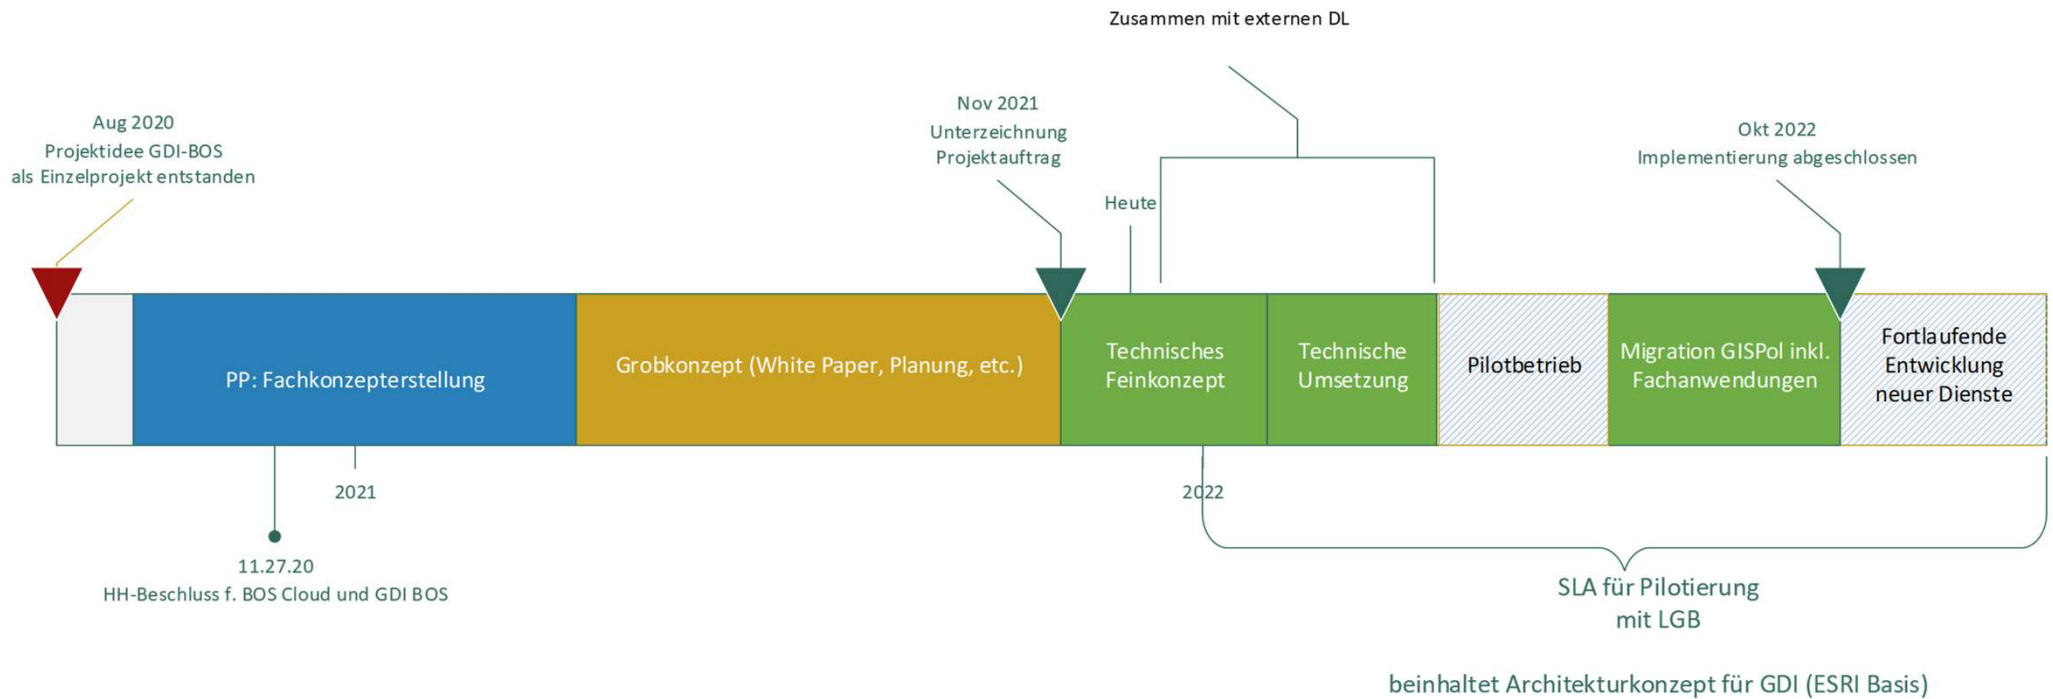 Zusammen mit externen DL
Aug 2020
Projektidee GDI-BOS
als Einzelprojekt entstanden
Nov 2021
Unterzeichnung
Projektauftrag
Heute
Okt 2022
Implementierung abgeschlossen
PP: Fachkonzepterstellung
Grobkonzept (White Paper, Planung, etc.)
Technisches
Feinkonzept
Technische
Umsetzung
Pilotbetrieb
Migration GISPol inkl.
Fachanwendungen
Fortlaufende
Entwicklung
neuer Dienste
2021
2022
11.27.20
HH-Beschluss f. BOS Cloud und GDI BOS
SLA für Pilotierung
mit LGB
beinhaltet Architekturkonzept für GDI (ESRI Basis)